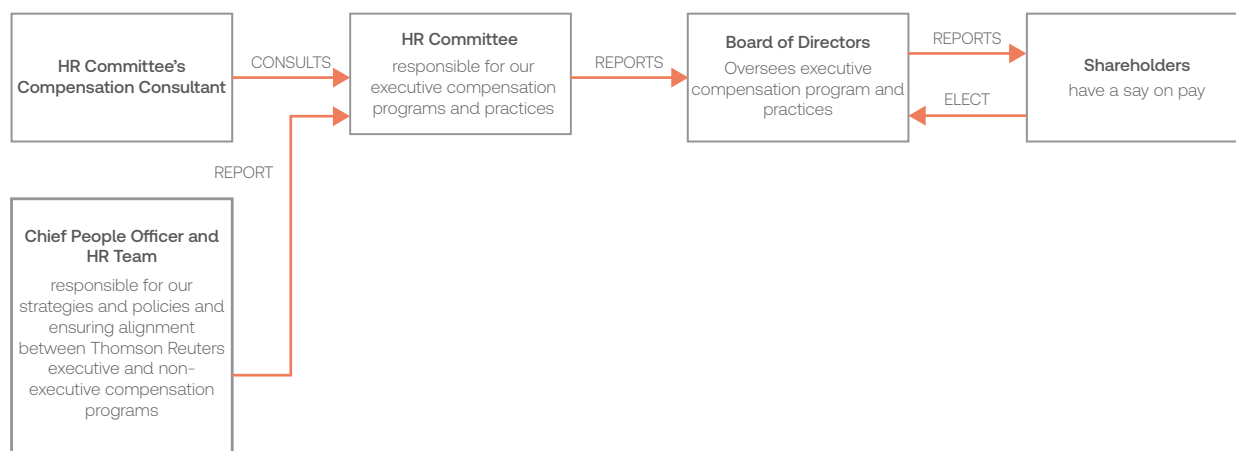 HR Committee's
Compensation Consultant
CONSULTS
HR Committee
responsible for our
executive compensation
programs and practices
REPORTS
Board of Directors
Oversees executive
compensation program and
practices
REPORTS
ELECT
Shareholders
have a say on pay
REPORT
Chief People Officer and
HR Team
responsible for our
strategies and policies and
ensuring alignment
between Thomson Reuters
executive and non-
executive compensation
programs